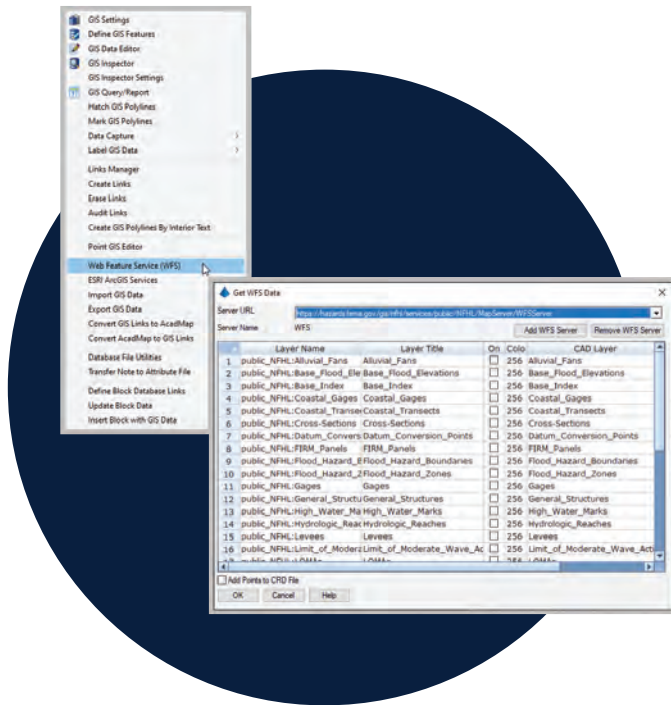 GIS Settings
Define GIS Features
GIS Data Editor
GIS Inspector
GIS Inspector Settings
GIS Query/Report
Hatch GIS Polylines
Mark GIS Polylines
Data Capture
Label GIS Data
Links Manager
Create Links
Erase Links
Audit Links
Create GIS Polylines By Interior Text
Point GIS Editor
Web Feature Service (WFS)
ESRI ArcGIS Services
Import GIS Data
Export GIS Data
Convert GIS Links to AcadMap
Convert AcadMap to GIS Links
Database File Utilities
Transfer Note to Attribute File
Define Block Database Links
Update Block Data
Insert Block with GIS Data
Get WFS Data
Server URL https://hazards.fema.gov/gis/nfhl/services/public/NFHL/MapServer/WFSServer
Server Name WFS Add WFS Server Remove WFS Server
Layer Name Layer Title On Colo CAD Layer
1 public_NFHL:Alluvial_Fans Alluvial_Fans 256 Alluvial_Fans
2 public_NFHL:Base_Flood_Ele Base_Flood_Elevations 256 Base_Flood_Elevations
3 public_NFHL:Base_Index Base_Index 256 Base_Index
4 public_NFHL:Coastal_Gages Coastal_Gages 256 Coastal_Gages
5 public_NFHL:Coastal_Transe Coastal_Transects 256 Coastal_Transects
6 public_NFHL:Cross-Sections Cross-Sections 256 Cross-Sections
7 public_NFHL:Datum_Convers Datum_Conversion_Points 256 Datum_Conversion_Points
8 public_NFHL:FIRM_Panels FIRM_Panels 256 FIRM_Panels
9 public_NFHL:Flood_Hazard_B Flood_Hazard_Boundaries 256 Flood_Hazard_Boundaries
10 public_NFHL:Flood_Hazard_Z Flood_Hazard_Zones 256 Flood_Hazard_Zones
11 public_NFHL:Gages Gages 256 Gages
12 public_NFHL:General_Structu General_Structures 256 General_Structures
13 public_NFHL:High_Water_Ma High_Water_Marks 256 High_Water_Marks
14 public_NFHL:Hydrologic_Reac Hydrologic_Reaches 256 Hydrologic_Reaches
15 public_NFHL:Levees Levees 256 Levees
16 public_NFHL:Limit_of_Modera Limit_of_Moderate_Wave_Ac 256 Limit_of_Moderate_Wave_Acti
Add Points to CRD File
OK Cancel Help